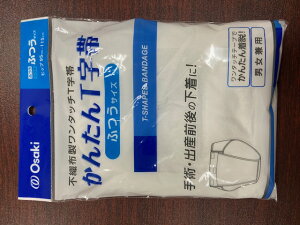 不織布製ワンタッチT字帯
かんたんT字帯
ふつうサイズ
T-SHAPED BANDAGE
手術・出産前後の下着に!
ワンタッチテープで
かんたん着脱!
男女兼用
Osaki
ふつうサイズ